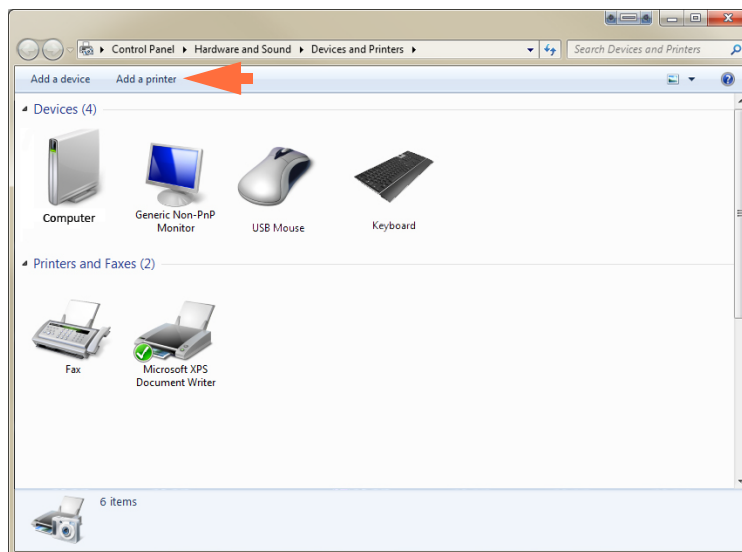 Control Panel ▸ Hardware and Sound ▸ Devices and Printers ▸ Search Devices and Printers
Add a device Add a printer
Devices (4)
Computer
Generic Non-PnP
Monitor
USB Mouse
Keyboard
Printers and Faxes (2)
Fax
Microsoft XPS
Document Writer
6 items